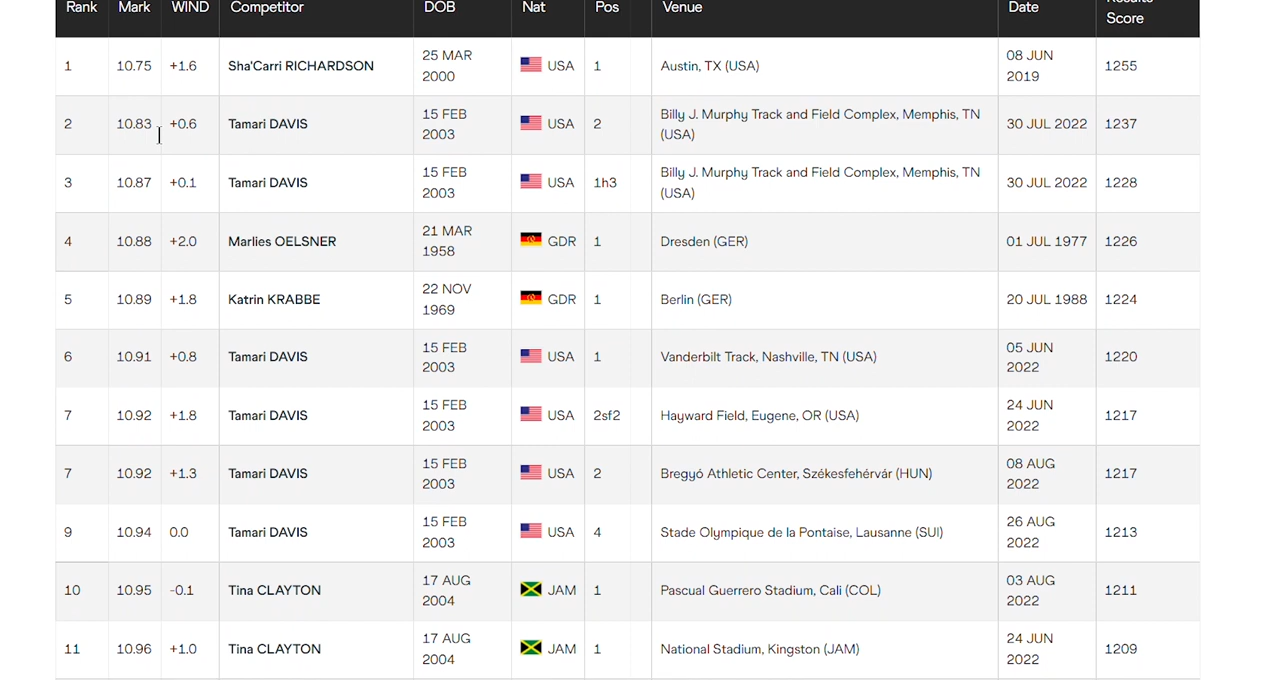 Rank Mark WIND Competitor DOB Nat Pos Venue Date Results Score
1 10.75 +1.6 Sha'Carri RICHARDSON 25 MAR 2000 USA 1 Austin, TX (USA) 08 JUN 2019 1255
2 10.83 +0.6 Tamari DAVIS 15 FEB 2003 USA 2 Billy J. Murphy Track and Field Complex, Memphis, TN (USA) 30 JUL 2022 1237
3 10.87 +0.1 Tamari DAVIS 15 FEB 2003 USA 1h3 Billy J. Murphy Track and Field Complex, Memphis, TN (USA) 30 JUL 2022 1228
4 10.88 +2.0 Marlies OELSNER 21 MAR 1958 GDR 1 Dresden (GER) 01 JUL 1977 1226
5 10.89 +1.8 Katrin KRABBE 22 NOV 1969 GDR 1 Berlin (GER) 20 JUL 1988 1224
6 10.91 +0.8 Tamari DAVIS 15 FEB 2003 USA 1 Vanderbilt Track, Nashville, TN (USA) 05 JUN 2022 1220
7 10.92 +1.8 Tamari DAVIS 15 FEB 2003 USA 2sf2 Hayward Field, Eugene, OR (USA) 24 JUN 2022 1217
7 10.92 +1.3 Tamari DAVIS 15 FEB 2003 USA 2 Bregyó Athletic Center, Székesfehérvár (HUN) 08 AUG 2022 1217
9 10.94 0.0 Tamari DAVIS 15 FEB 2003 USA 4 Stade Olympique de la Pontaise, Lausanne (SUI) 26 AUG 2022 1213
10 10.95 -0.1 Tina CLAYTON 17 AUG 2004 JAM 1 Pascual Guerrero Stadium, Cali (COL) 03 AUG 2022 1211
11 10.96 +1.0 Tina CLAYTON 17 AUG 2004 JAM 1 National Stadium, Kingston (JAM) 24 JUN 2022 1209